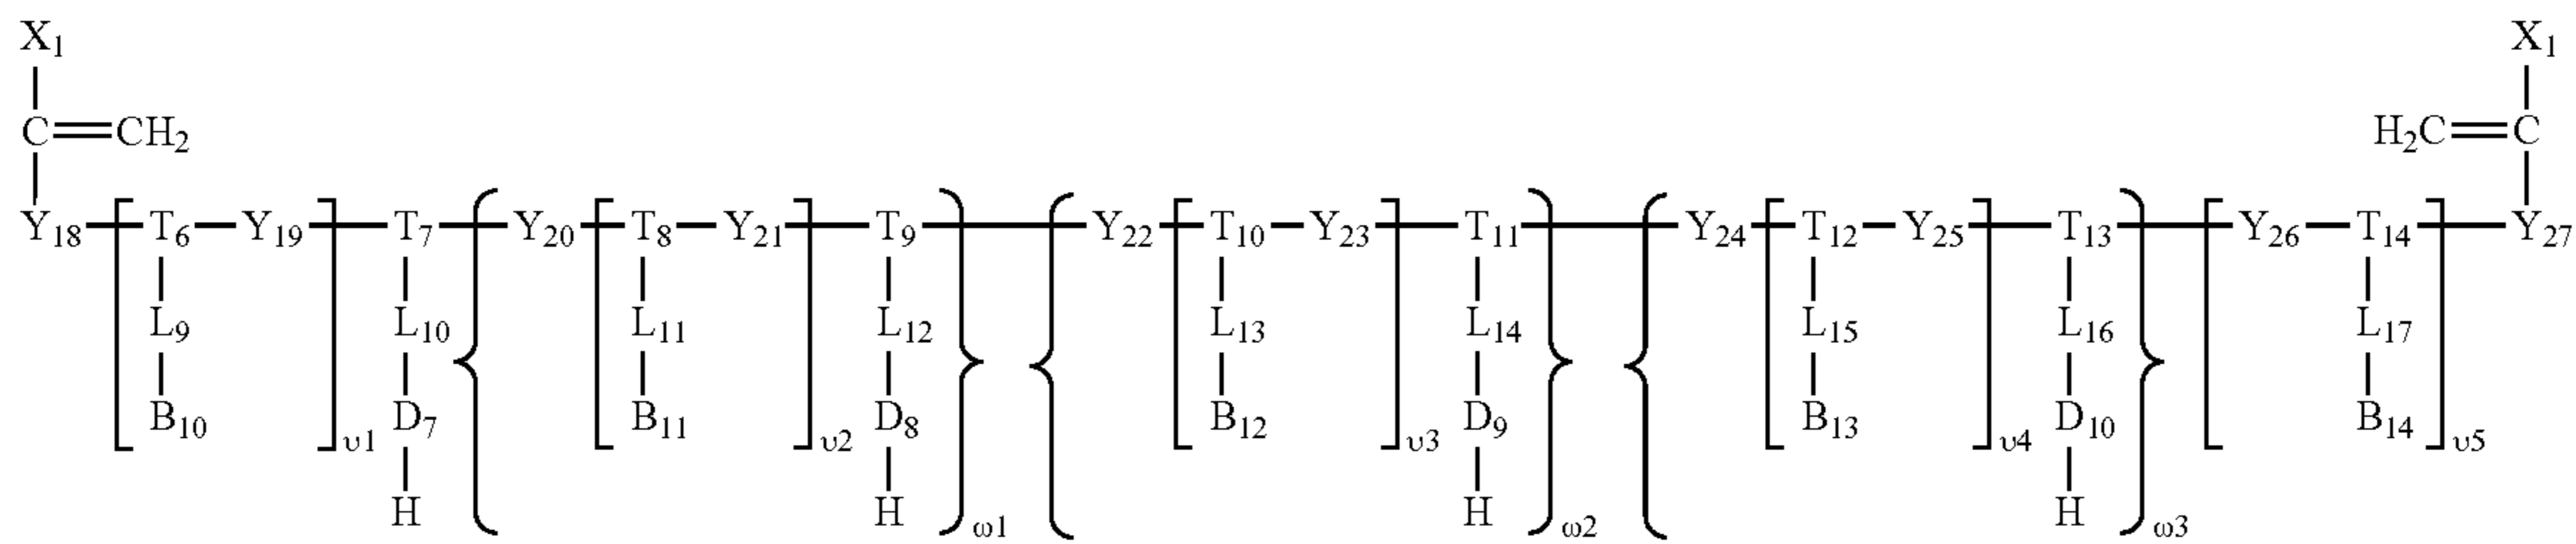 X₁ X₁
C=CH₂ H₂C=C
Y₁₈ [ T₆ — Y₁₉ ] T₇ { Y₂₀ [ T₈ — Y₂₁ ] T₉ } { Y₂₂ [ T₁₀ — Y₂₃ ] T₁₁ } { Y₂₄ [ T₁₂ — Y₂₅ ] T₁₃ } [ Y₂₆ — T₁₄ ] Y₂₇
L₉ L₁₀ L₁₁ L₁₂ L₁₃ L₁₄ L₁₅ L₁₆ L₁₇
B₁₀ υ1 D₇ B₁₁ υ2 D₈ B₁₂ υ3 D₉ B₁₃ υ4 D₁₀ B₁₄ υ5
H H ω1 H ω2 H ω3